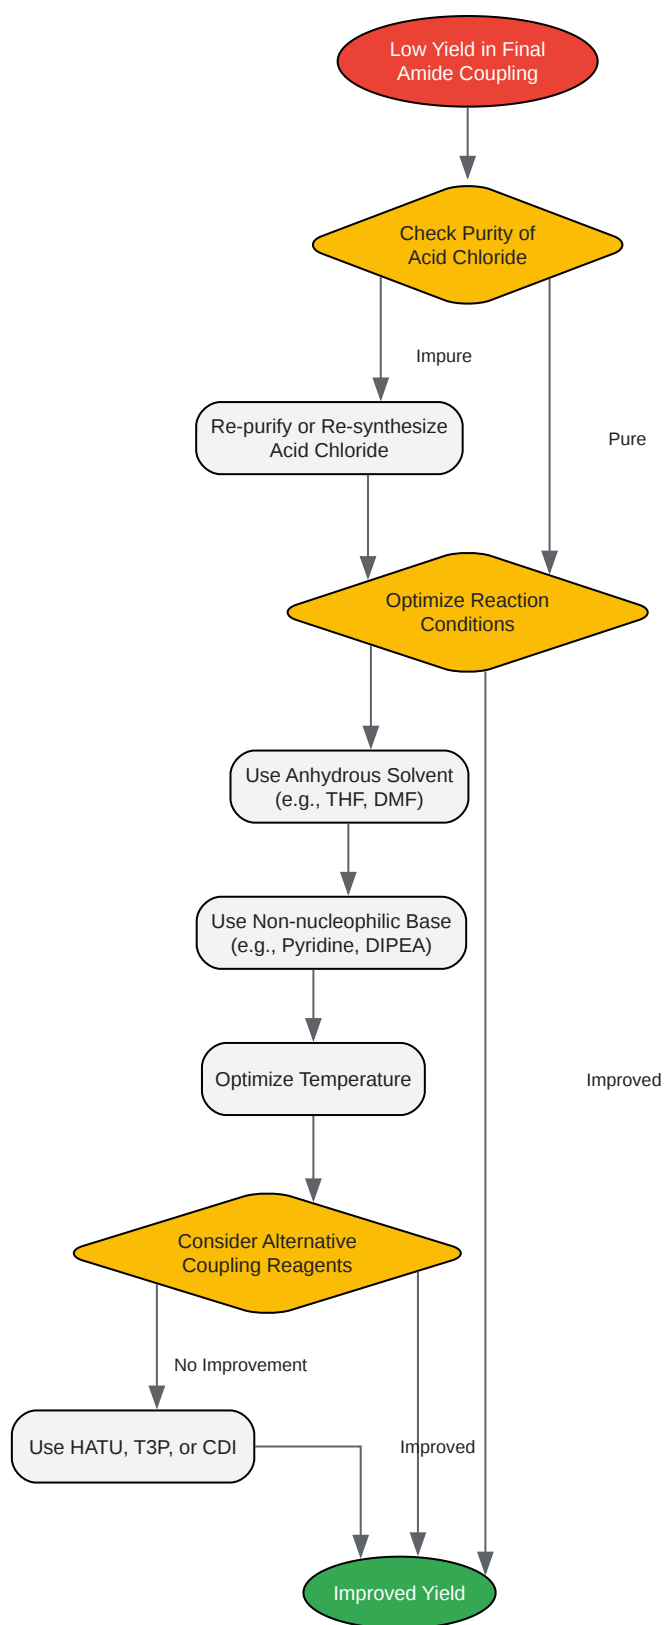 Low Yield in Final
Amide Coupling
Check Purity of
Acid Chloride
Impure
Re-purify or Re-synthesize
Acid Chloride
Pure
Optimize Reaction
Conditions
Use Anhydrous Solvent
(e.g., THF, DMF)
Use Non-nucleophilic Base
(e.g., Pyridine, DIPEA)
Optimize Temperature
Improved
Consider Alternative
Coupling Reagents
No Improvement
Use HATU, T3P, or CDI
Improved
Improved Yield